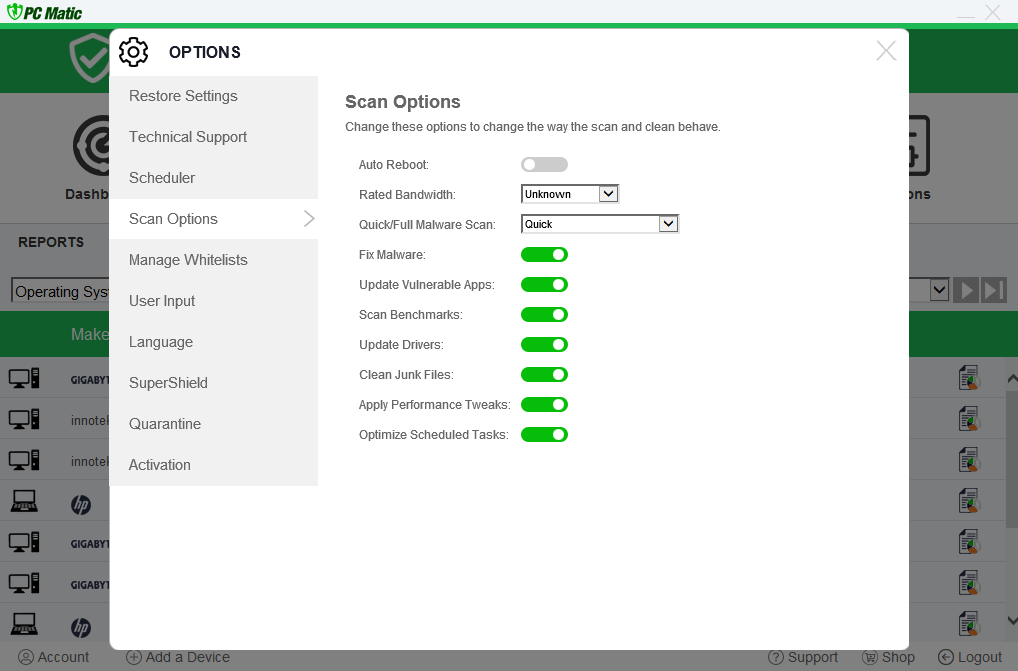 PC Matic
OPTIONS
Restore Settings
Technical Support
Scheduler
Scan Options
Manage Whitelists
User Input
Language
SuperShield
Quarantine
Activation
Scan Options
Change these options to change the way the scan and clean behave.
Auto Reboot:
Rated Bandwidth: Unknown
Quick/Full Malware Scan: Quick
Fix Malware:
Update Vulnerable Apps:
Scan Benchmarks:
Update Drivers:
Clean Junk Files:
Apply Performance Tweaks:
Optimize Scheduled Tasks:
Dashb
ons
REPORTS
Operating Sys
Make
GIGABYT
innotek
innotek
hp
GIGABYT
GIGABYT
hp
Account
Add a Device
Support
Shop
Logout